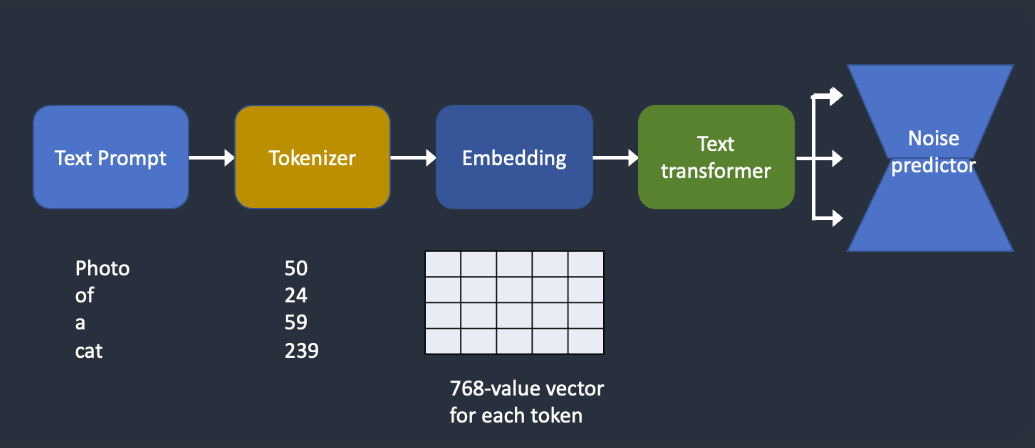 Text Prompt
Tokenizer
Embedding
Text
transformer
Noise
predictor
Photo
of
a
cat
50
24
59
239
768-value vector
for each token